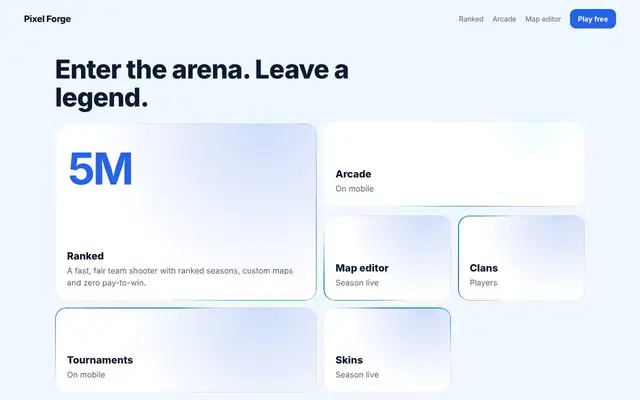 Pixel Forge
Ranked
Arcade
Map editor
Play free
Enter the arena. Leave a
legend.
5M
Ranked
A fast, fair team shooter with ranked seasons, custom maps
and zero pay-to-win.
Arcade
On mobile
Map editor
Season live
Clans
Players
Tournaments
On mobile
Skins
Season live